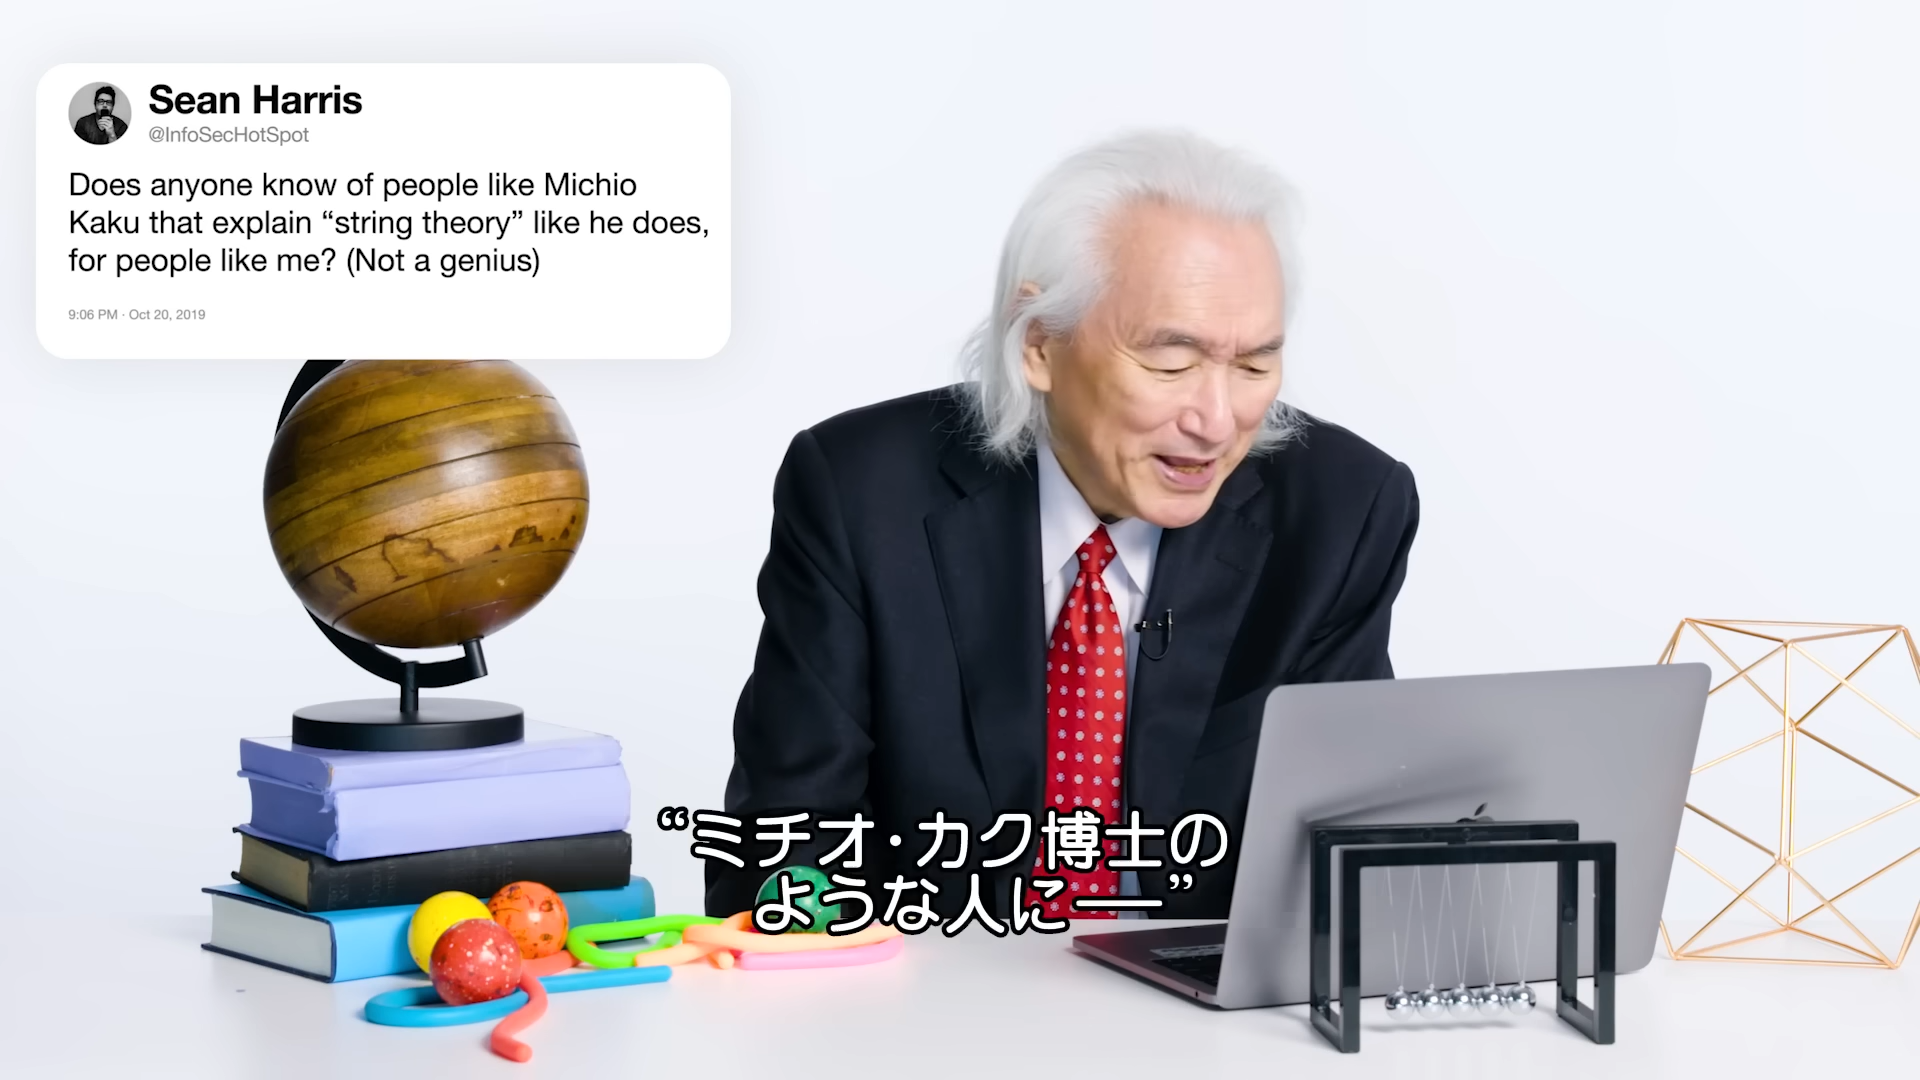 Sean Harris
@InfoSecHotSpot
Does anyone know of people like Michio
Kaku that explain “string theory” like he does,
for people like me? (Not a genius)
9:06 PM · Oct 20, 2019
“ミチオ・カク博士の
ような人に──”